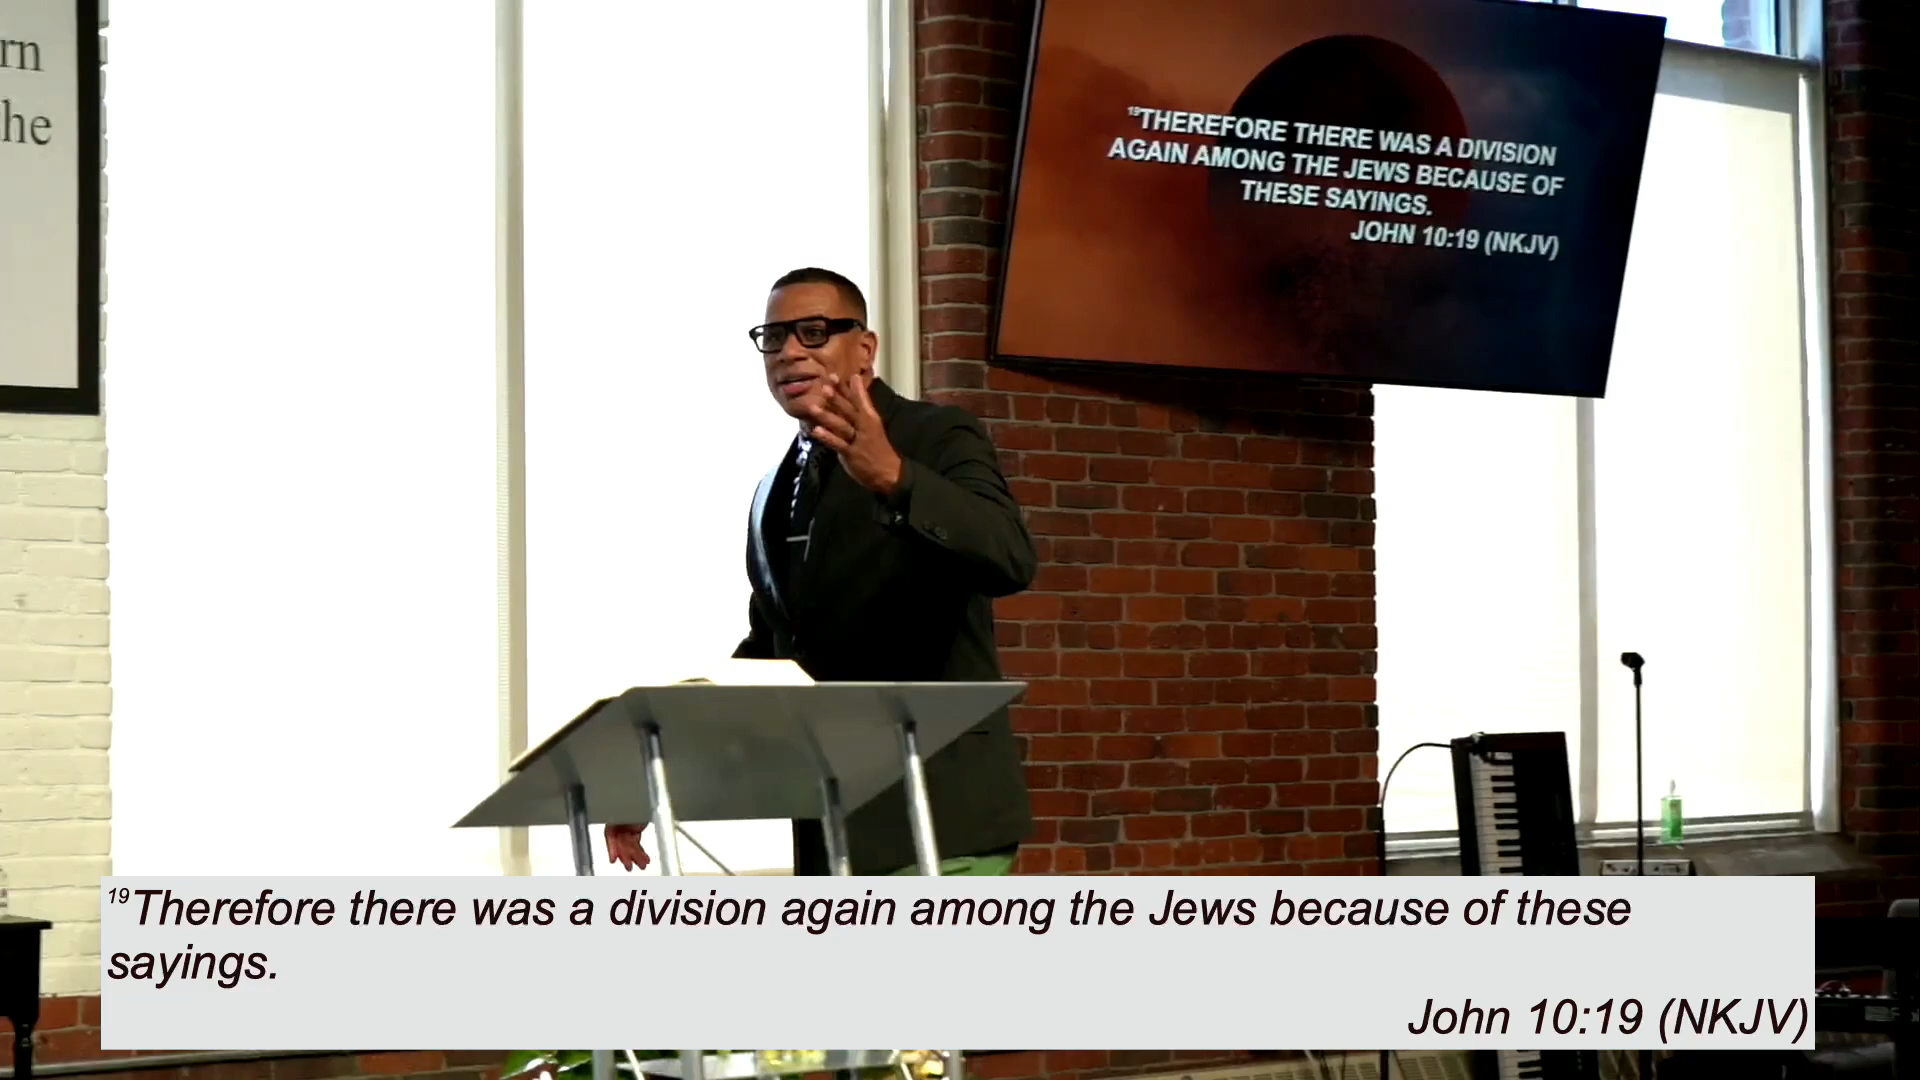 rn
he
¹⁹THEREFORE THERE WAS A DIVISION
AGAIN AMONG THE JEWS BECAUSE OF
THESE SAYINGS.
JOHN 10:19 (NKJV)
¹⁹Therefore there was a division again among the Jews because of these
sayings.
John 10:19 (NKJV)